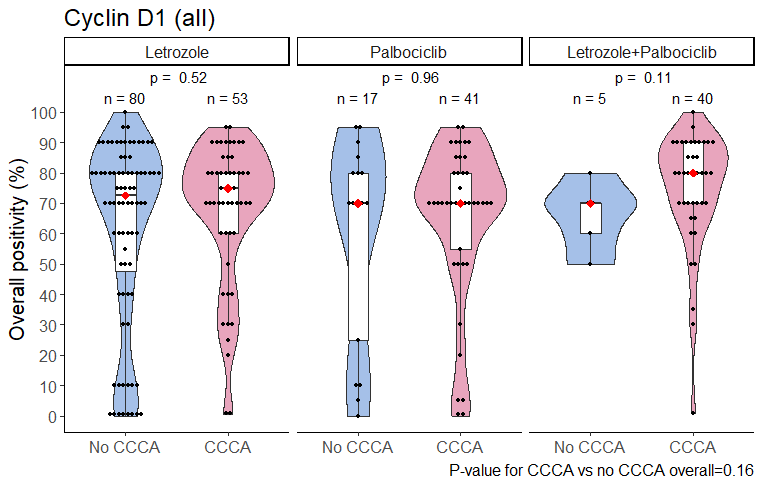 Cyclin D1 (all)
Letrozole Palbociclib Letrozole+Palbociclib
p = 0.52 p = 0.96 p = 0.11
n = 80 n = 53 n = 17 n = 41 n = 5 n = 40
Overall positivity (%)
100
90
80
70
60
50
40
30
20
10
0
No CCCA CCCA No CCCA CCCA No CCCA CCCA
P-value for CCCA vs no CCCA overall=0.16